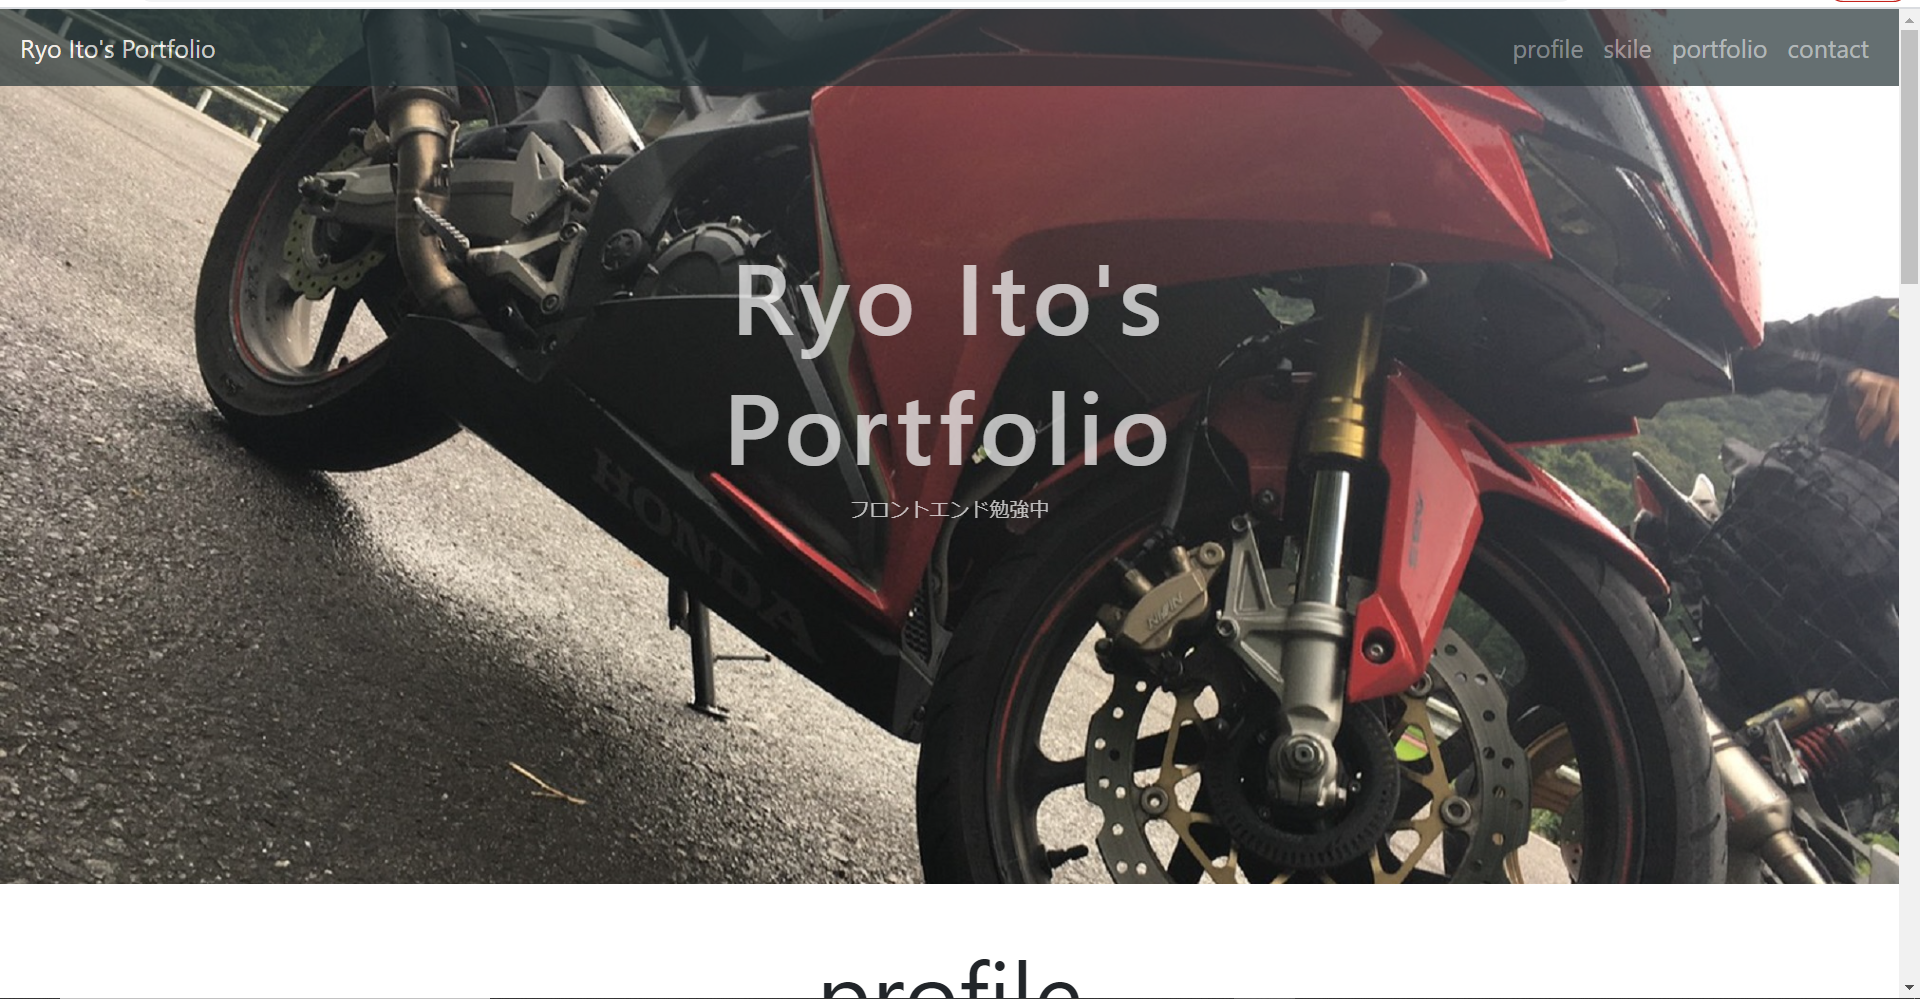 Ryo Ito's Portfolio
profile skile portfolio contact
Ryo Ito's
Portfolio
フロントエンド勉強中
HONDA
NISSIN
profile